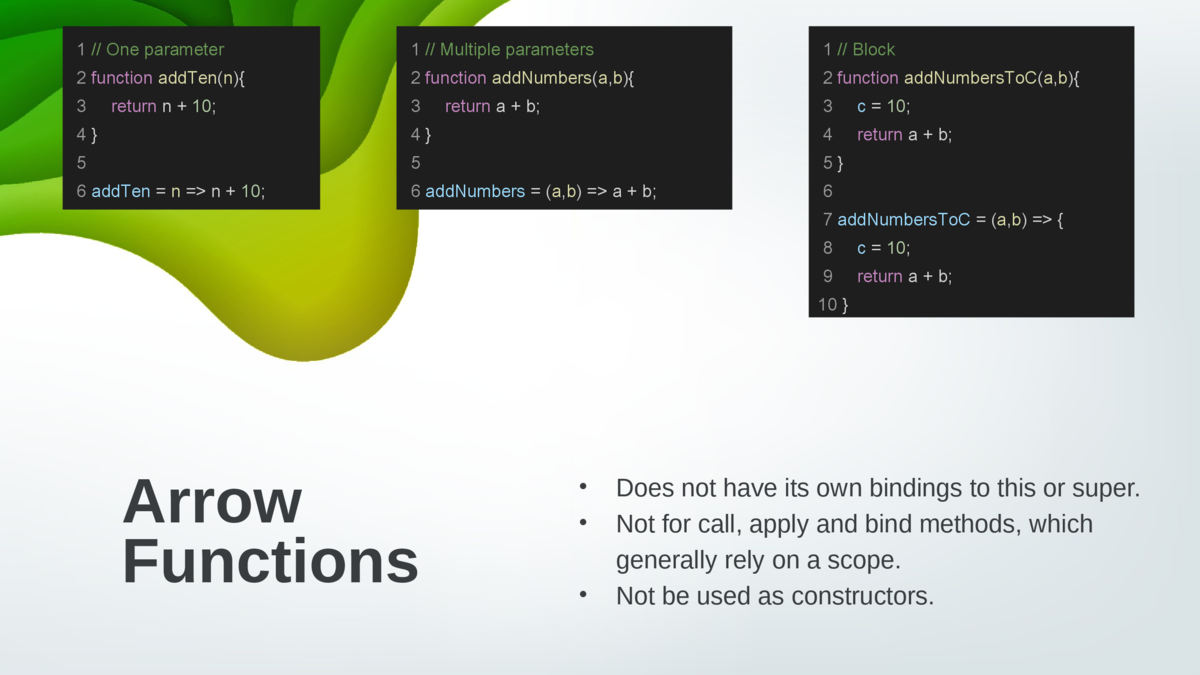 1 // One parameter
2 function addTen(n){
3 return n + 10;
4 }
5
6 addTen = n => n + 10;
1 // Multiple parameters
2 function addNumbers(a,b){
3 return a + b;
4 }
5
6 addNumbers = (a,b) => a + b;
1 // Block
2 function addNumbersToC(a,b){
3 c = 10;
4 return a + b;
5 }
6
7 addNumbersToC = (a,b) => {
8 c = 10;
9 return a + b;
10 }
Arrow
Functions
• Does not have its own bindings to this or super.
• Not for call, apply and bind methods, which
generally rely on a scope.
• Not be used as constructors.